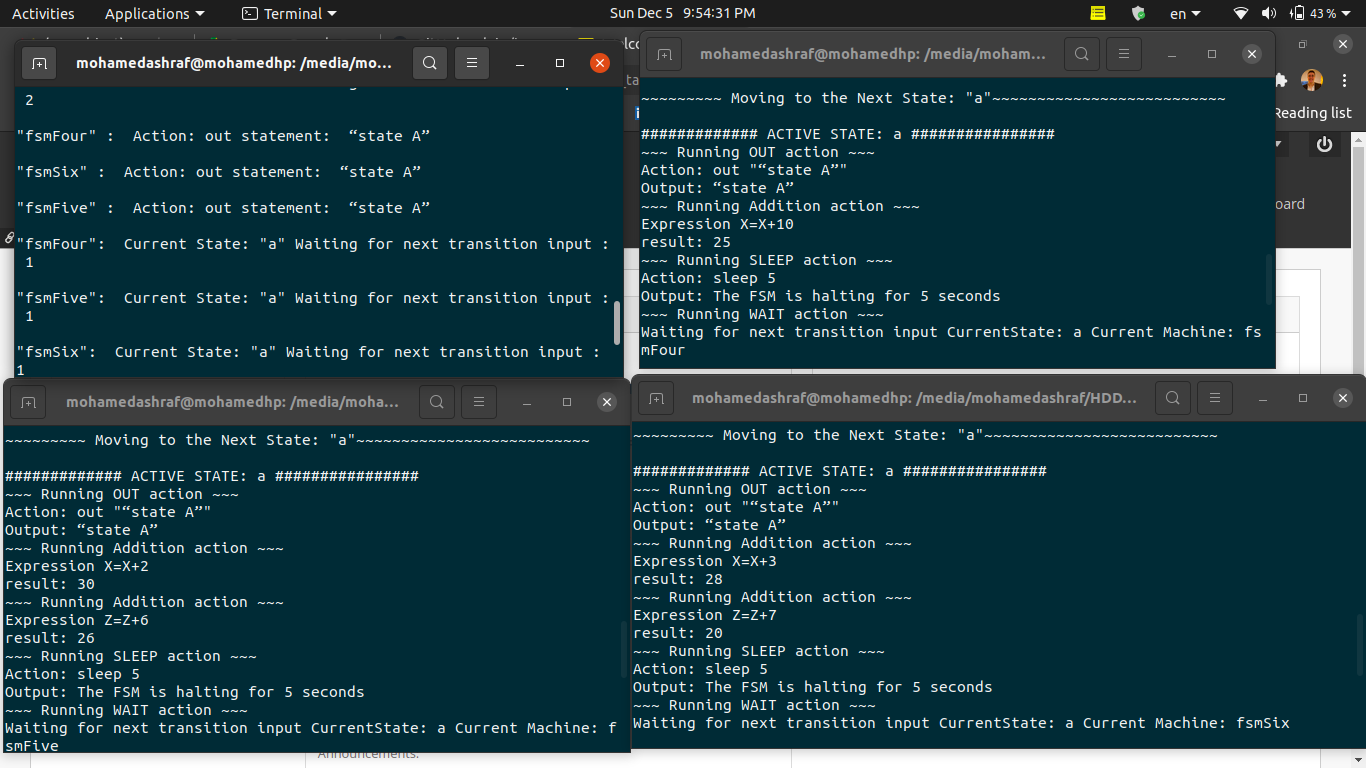 Activities Applications Terminal Sun Dec 5 9:54:31 PM en 43 %
mohamedashraf@mohamedhp: /media/mo...
2
"fsmFour" :  Action: out statement:  “state A”
"fsmSix" :  Action: out statement:  “state A”
"fsmFive" :  Action: out statement:  “state A”
"fsmFour":  Current State: "a" Waiting for next transition input :
1
"fsmFive":  Current State: "a" Waiting for next transition input :
1
"fsmSix":  Current State: "a" Waiting for next transition input :
1
mohamedashraf@mohamedhp: /media/moham...
~~~~~~~~~ Moving to the Next State: "a"~~~~~~~~~~~~~~~~~~~~~~~~~~
############# ACTIVE STATE: a ################
~~~ Running OUT action ~~~
Action: out "“state A”"
Output: “state A”
~~~ Running Addition action ~~~
Expression X=X+10
result: 25
~~~ Running SLEEP action ~~~
Action: sleep 5
Output: The FSM is halting for 5 seconds
~~~ Running WAIT action ~~~
Waiting for next transition input CurrentState: a Current Machine: fs
mFour
Reading list
oard
mohamedashraf@mohamedhp: /media/moha...
~~~~~~~~~ Moving to the Next State: "a"~~~~~~~~~~~~~~~~~~~~~~~~~~
############# ACTIVE STATE: a ################
~~~ Running OUT action ~~~
Action: out "“state A”"
Output: “state A”
~~~ Running Addition action ~~~
Expression X=X+2
result: 30
~~~ Running Addition action ~~~
Expression Z=Z+6
result: 26
~~~ Running SLEEP action ~~~
Action: sleep 5
Output: The FSM is halting for 5 seconds
~~~ Running WAIT action ~~~
Waiting for next transition input CurrentState: a Current Machine: f
smFive
mohamedashraf@mohamedhp: /media/mohamedashraf/HDD...
~~~~~~~~~ Moving to the Next State: "a"~~~~~~~~~~~~~~~~~~~~~~~~~~
############# ACTIVE STATE: a ################
~~~ Running OUT action ~~~
Action: out "“state A”"
Output: “state A”
~~~ Running Addition action ~~~
Expression X=X+3
result: 28
~~~ Running Addition action ~~~
Expression Z=Z+7
result: 20
~~~ Running SLEEP action ~~~
Action: sleep 5
Output: The FSM is halting for 5 seconds
~~~ Running WAIT action ~~~
Waiting for next transition input CurrentState: a Current Machine: fsmSix
Announcements.